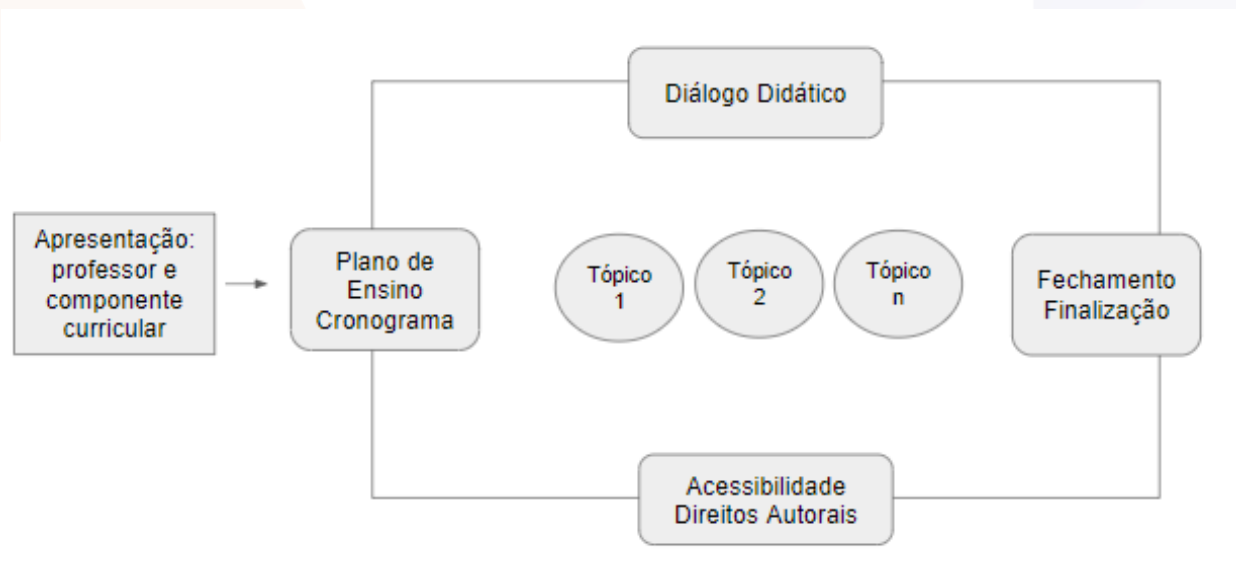 Diálogo Didático
Apresentação:
professor e
componente
curricular
Plano de
Ensino
Cronograma
Tópico
1
Tópico
2
Tópico
n
Fechamento
Finalização
Acessibilidade
Direitos Autorais